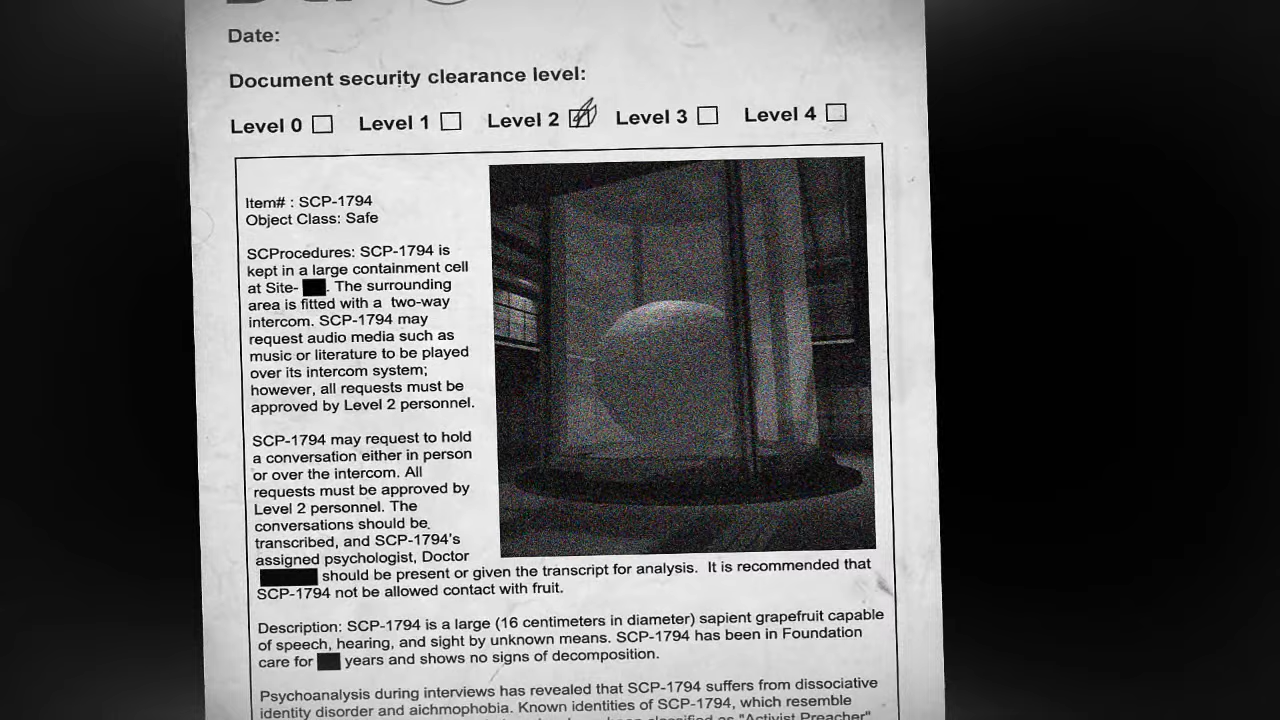 Date:
Document security clearance level:
Level 0 Level 1 Level 2 Level 3 Level 4
Item# : SCP-1794
Object Class: Safe
SCProcedures: SCP-1794 is
kept in a large containment cell
at Site- . The surrounding
area is fitted with a two-way
intercom. SCP-1794 may
request audio media such as
music or literature to be played
over its intercom system;
however, all requests must be
approved by Level 2 personnel.
SCP-1794 may request to hold
a conversation either in person
or over the intercom. All
requests must be approved by
Level 2 personnel. The
conversations should be
transcribed, and SCP-1794's
assigned psychologist, Doctor
should be present or given the transcript for analysis. It is recommended that
SCP-1794 not be allowed contact with fruit.
Description: SCP-1794 is a large (16 centimeters in diameter) sapient grapefruit capable
of speech, hearing, and sight by unknown means. SCP-1794 has been in Foundation
care for years and shows no signs of decomposition.
Psychoanalysis during interviews has revealed that SCP-1794 suffers from dissociative
identity disorder and aichmophobia. Known identities of SCP-1794, which resemble
classified as "Activist Preacher"